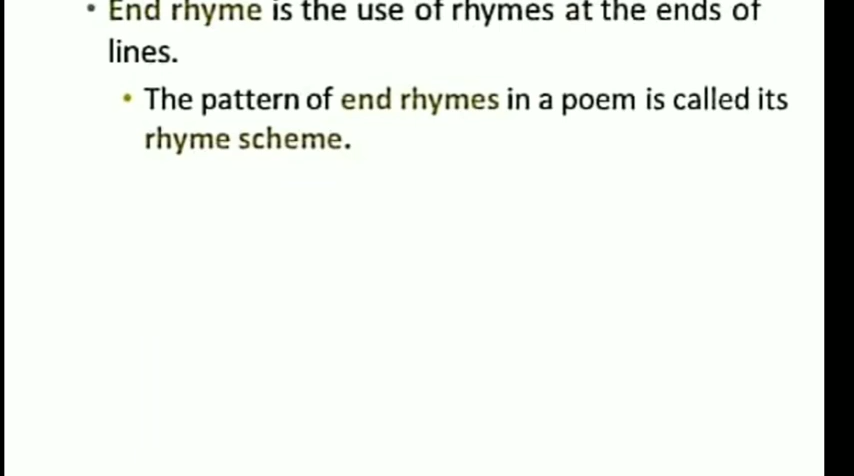 • End rhyme is the use of rhymes at the ends of
lines.
• The pattern of end rhymes in a poem is called its
rhyme scheme.